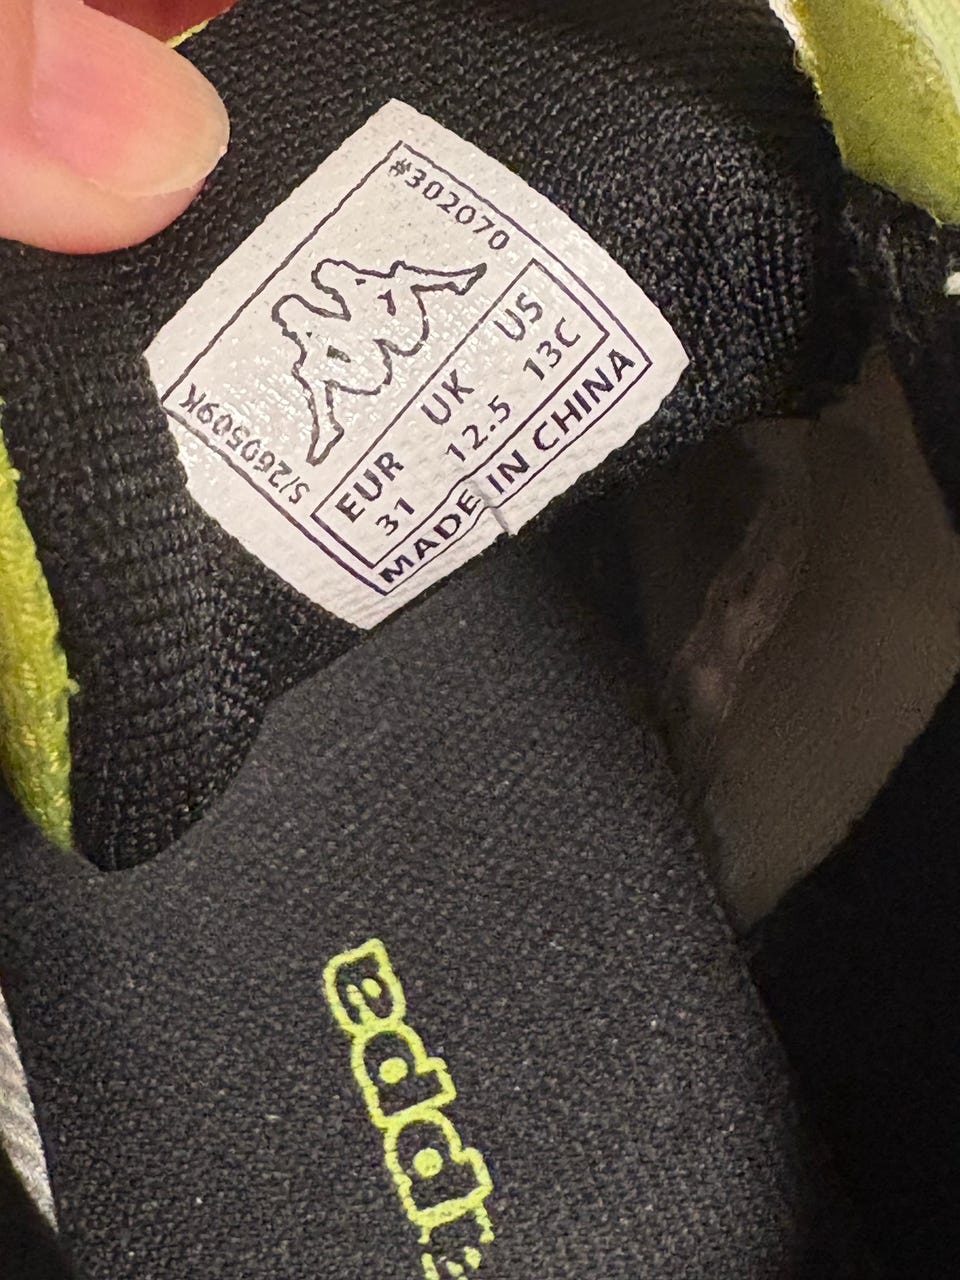 #302070
EUR UK US
31 12.5 13C
MADE IN CHINA
S/260509K